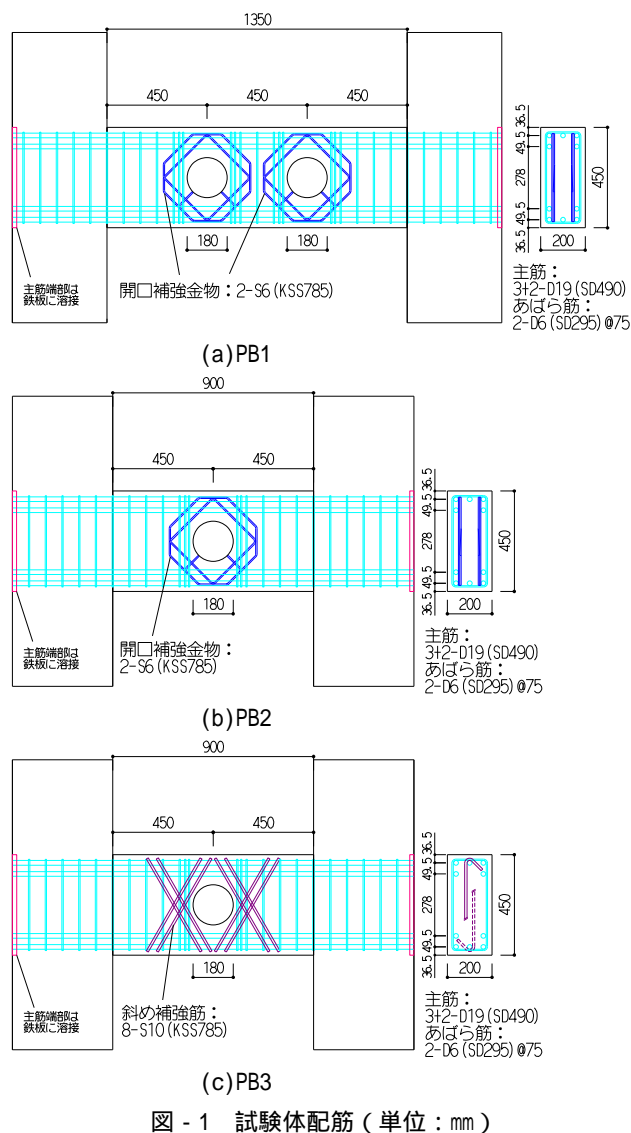 1350
450 450 450
36.5
49.5
278
49.5
36.5
450
180 180
200
主筋端部は
鉄板に溶接
開口補強金物：2-S6(KSS785)
主筋：
3+2-D19(SD490)
あばら筋：
2-D6(SD295)@75
(a)PB1
900
450 450
36.5
49.5
278
49.5
36.5
450
180
200
主筋端部は
鉄板に溶接
開口補強金物：
2-S6(KSS785)
主筋：
3+2-D19(SD490)
あばら筋：
2-D6(SD295)@75
(b)PB2
900
450 450
36.5
49.5
278
49.5
36.5
450
180
200
主筋端部は
鉄板に溶接
斜め補強筋：
8-S10(KSS785)
主筋：
3+2-D19(SD490)
あばら筋：
2-D6(SD295)@75
(c)PB3
図 - 1 試験体配筋（単位：㎜）